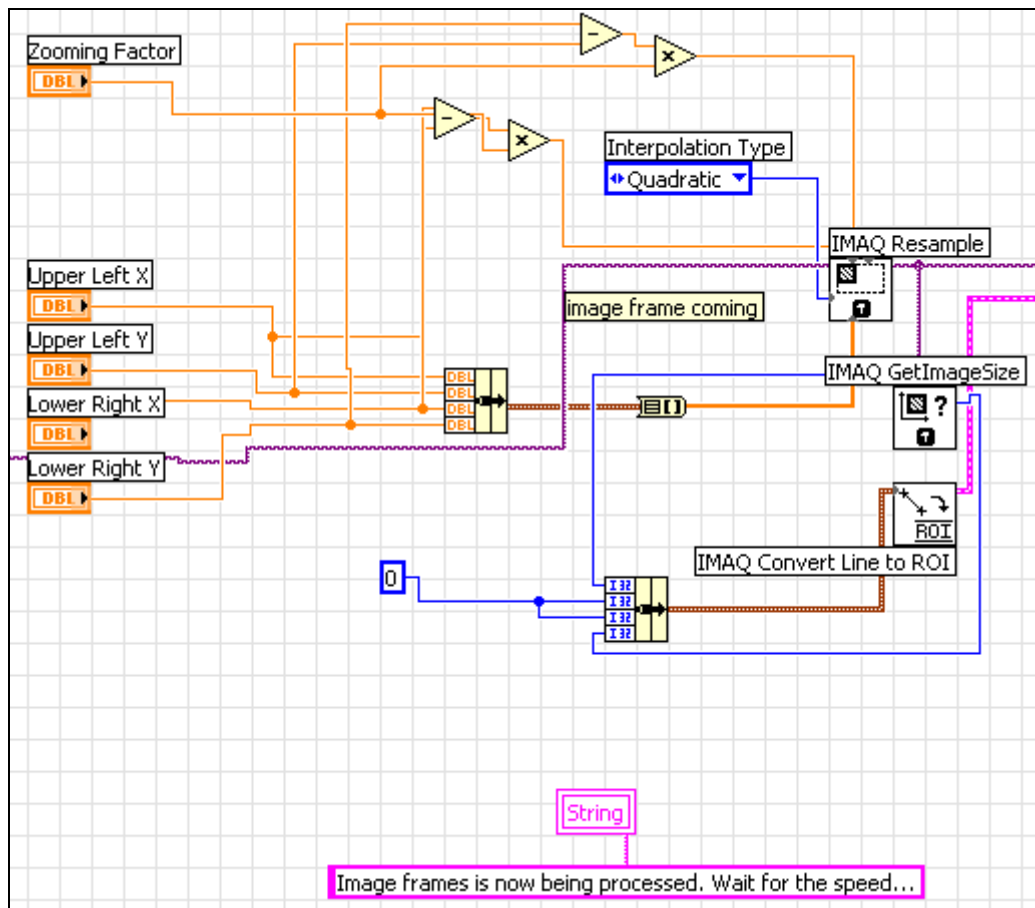 Zooming Factor
DBL
Interpolation Type
Quadratic
IMAQ Resample
Upper Left X
DBL
image frame coming
Upper Left Y
DBL
IMAQ GetImageSize
DBL
DBL
DBL
DBL
Lower Right X
DBL
?
Lower Right Y
DBL
ROI
IMAQ Convert Line to ROI
0
I32
I32
I32
I32
String
Image frames is now being processed. Wait for the speed...